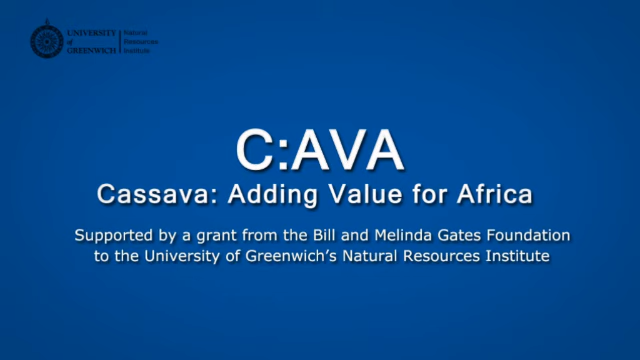 UNIVERSITY
of
GREENWICH
Natural
Resources
Institute
C:AVA
Cassava: Adding Value for Africa
Supported by a grant from the Bill and Melinda Gates Foundation
to the University of Greenwich’s Natural Resources Institute